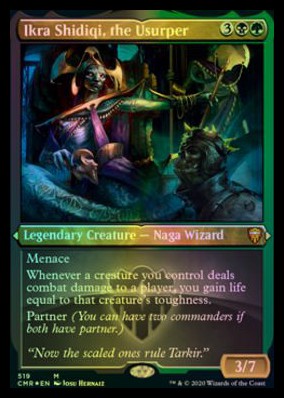 Ikra Shidiqi, the Usurper 3
Legendary Creature — Naga Wizard
Menace
Whenever a creature you control deals
combat damage to a player, you gain life
equal to that creature's toughness.
Partner (You can have two commanders if
both have partner.)
"Now the scaled ones rule Tarkir."
3/7
519 M
CMR ★ EN Iosu Hernaiz ™ & © 2020 Wizards of the Coast